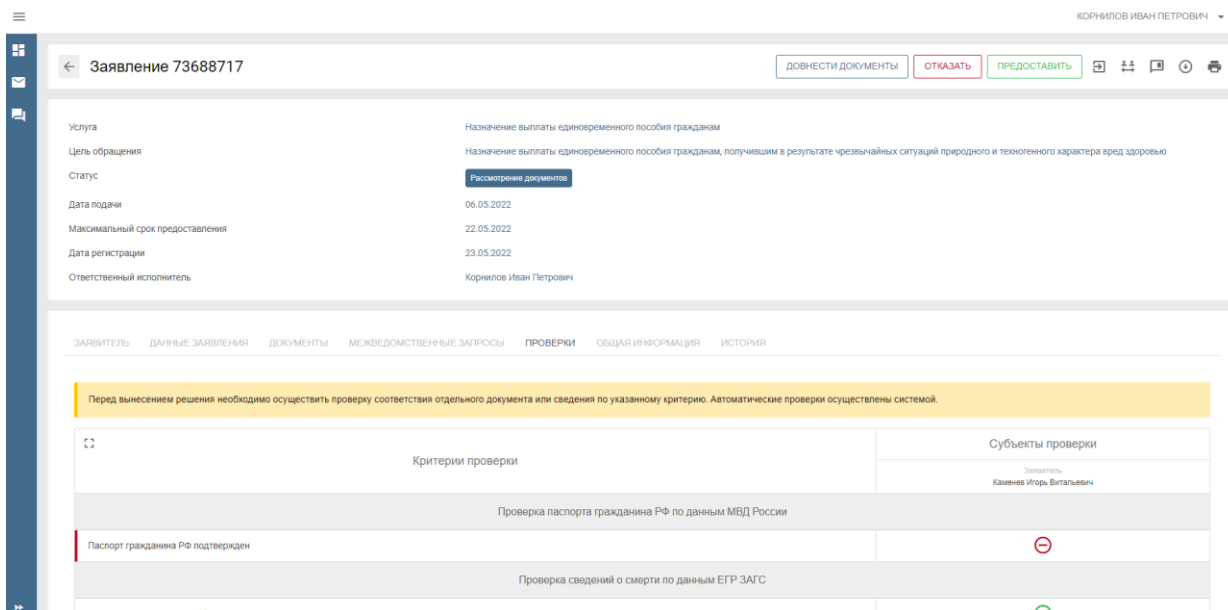 КОРНИЛОВ ИВАН ПЕТРОВИЧ
Заявление 73688717
ДОВНЕСТИ ДОКУМЕНТЫ
ОТКАЗАТЬ
ПРЕДОСТАВИТЬ
Услуга
Назначение выплаты единовременного пособия гражданам
Цель обращения
Назначение выплаты единовременного пособия гражданам, получившим в результате чрезвычайных ситуаций природного и техногенного характера вред здоровью
Статус
Рассмотрение документов
Дата подачи
06.05.2022
Максимальный срок предоставления
22.05.2022
Дата регистрации
23.05.2022
Ответственный исполнитель
Корнилов Иван Петрович
ЗАЯВИТЕЛЬ ДАННЫЕ ЗАЯВЛЕНИЯ ДОКУМЕНТЫ МЕЖВЕДОМСТВЕННЫЕ ЗАПРОСЫ ПРОВЕРКИ ОБЩАЯ ИНФОРМАЦИЯ ИСТОРИЯ
Перед вынесением решения необходимо осуществить проверку соответствия отдельного документа или сведения по указанному критерию. Автоматические проверки осуществлены системой.
Критерии проверки
Субъекты проверки
Заявитель
Каменев Игорь Витальевич
Проверка паспорта гражданина РФ по данным МВД России
Паспорт гражданина РФ подтвержден
Проверка сведений о смерти по данным ЕГР ЗАГС